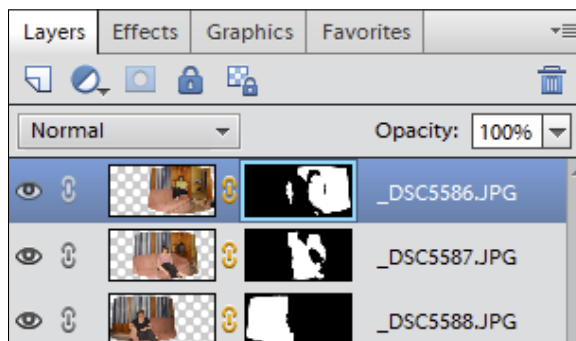 Layers Effects Graphics Favorites
Normal Opacity: 100%
_DSC5586.JPG
_DSC5587.JPG
_DSC5588.JPG